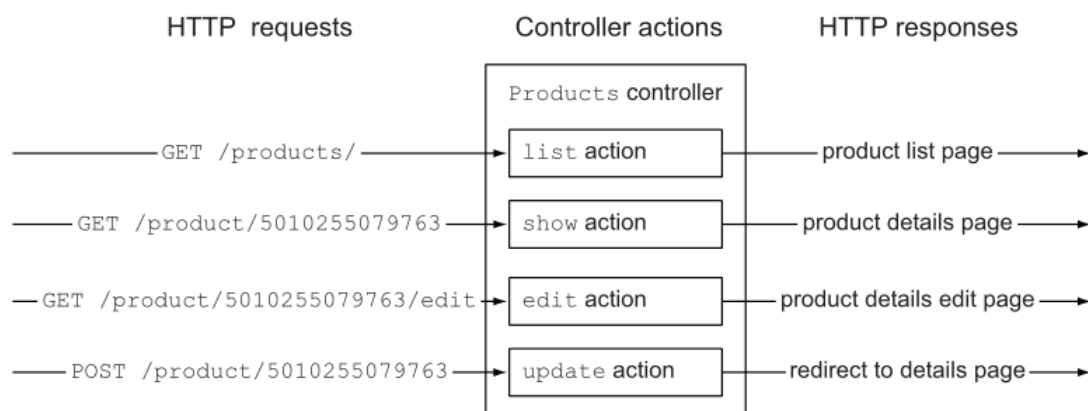 HTTP requests Controller actions HTTP responses
Products controller
GET /products/ list action product list page
GET /product/5010255079763 show action product details page
GET /product/5010255079763/edit edit action product details edit page
POST /product/5010255079763 update action redirect to details page